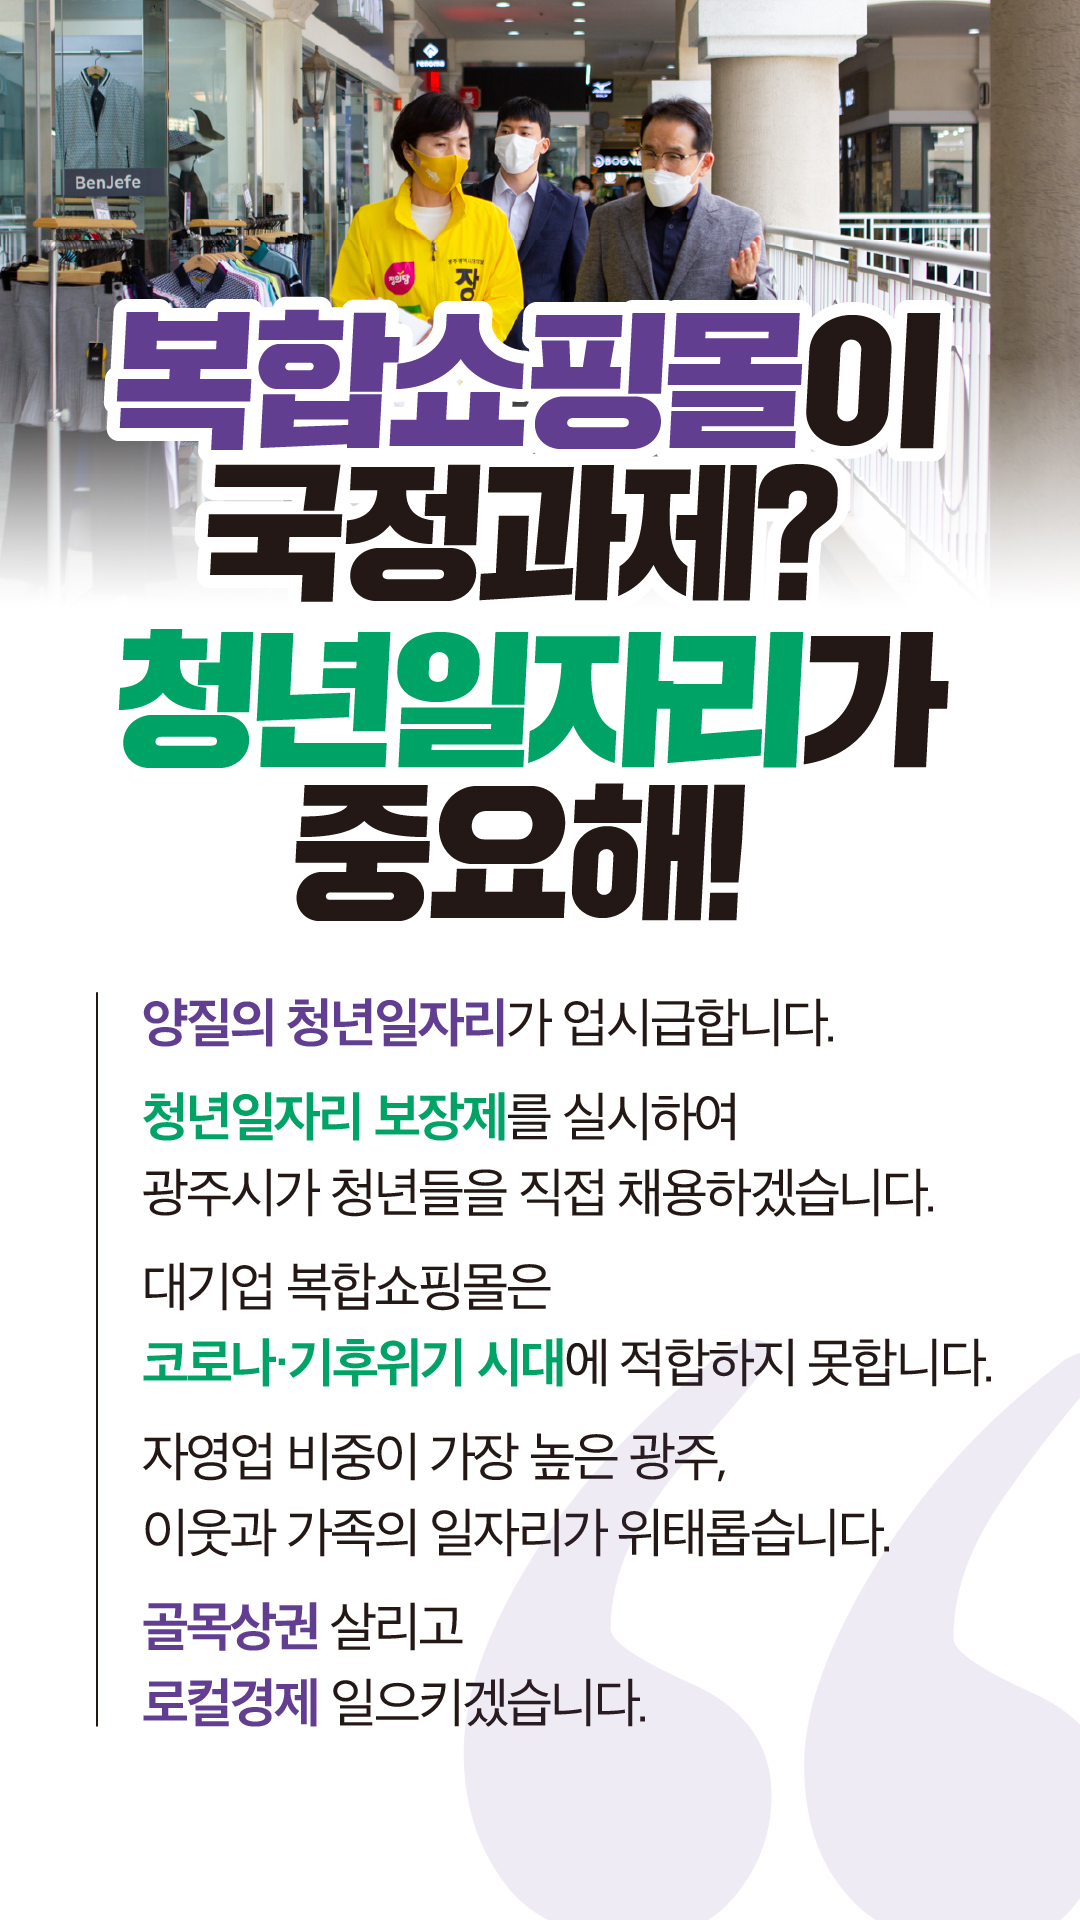 renoma
BenJefe
정의당
장
복합쇼핑몰이
국정과제?
청년일자리가
중요해!
양질의 청년일자리가 업시급합니다.
청년일자리 보장제를 실시하여
광주시가 청년들을 직접 채용하겠습니다.
대기업 복합쇼핑몰은
코로나·기후위기 시대에 적합하지 못합니다.
자영업 비중이 가장 높은 광주,
이웃과 가족의 일자리가 위태롭습니다.
골목상권 살리고
로컬경제 일으키겠습니다.